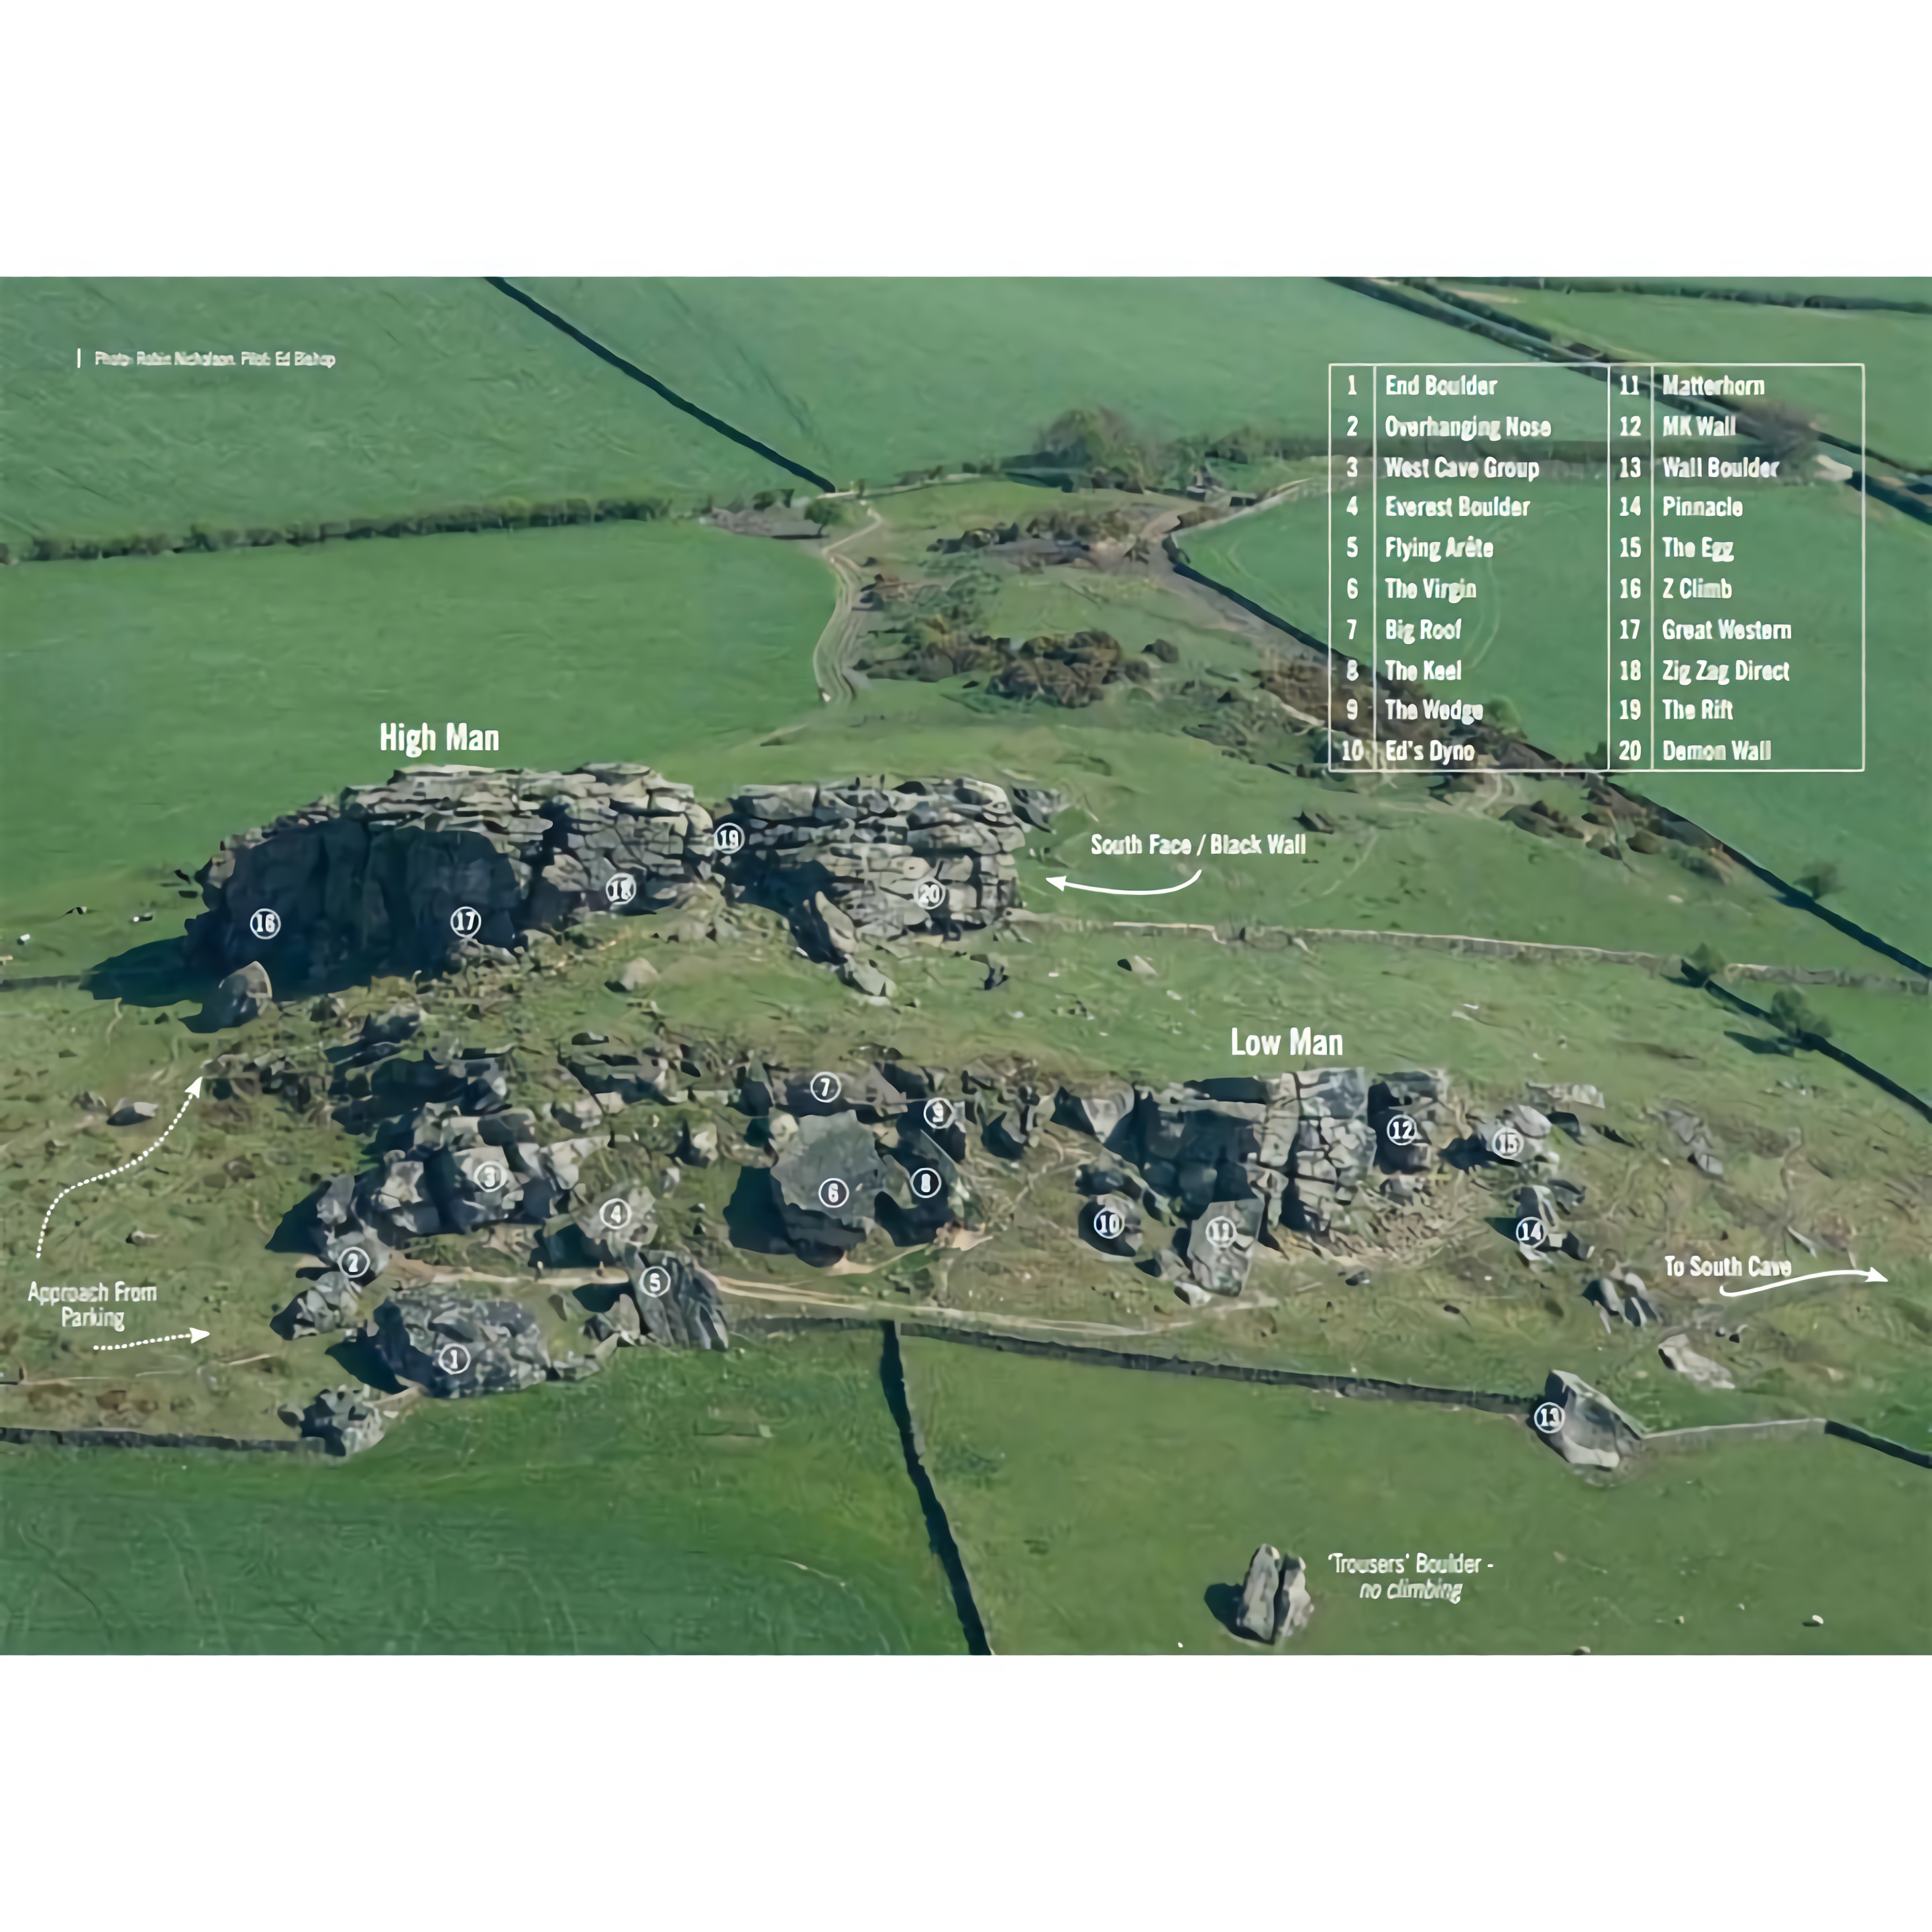 Photo: Robin Nicholson. Pilot: Ed Bishop
1 End Boulder 11 Matterhorn
2 Overhanging Nose 12 MK Wall
3 West Cave Group 13 Wall Boulder
4 Everest Boulder 14 Pinnacle
5 Flying Arête 15 The Egg
6 The Virgin 16 Z Climb
7 Big Roof 17 Great Western
8 The Keel 18 Zig Zag Direct
9 The Wedge 19 The Rift
10 Ed's Dyno 20 Demon Wall
High Man
19
South Face / Black Wall
18
20
16
17
Low Man
7
9
12
15
3
8
6
4
10
11
14
2
To South Cave
5
Approach From
Parking
1
13
'Trousers' Boulder -
no climbing